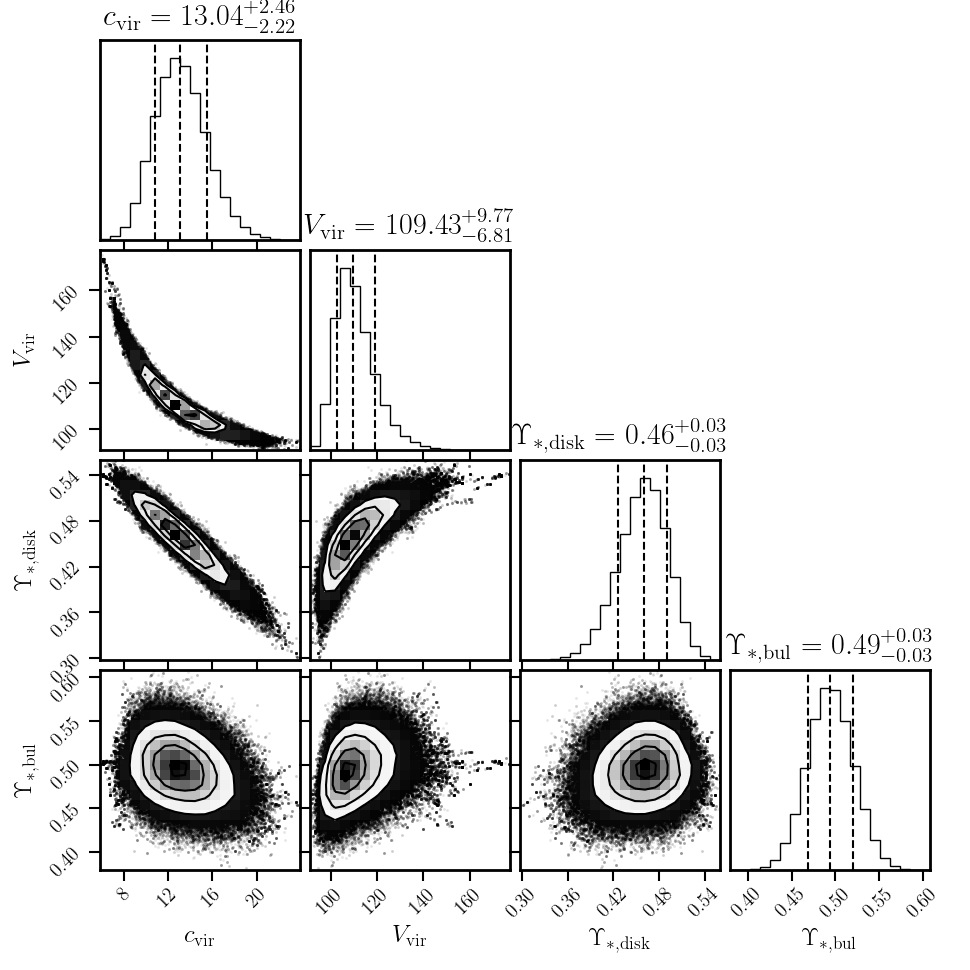 c_vir = 13.04 +2.46 −2.22
V_vir = 109.43 +9.77 −6.81
160
140
120
100
V_vir
ϒ_∗,disk = 0.46 +0.03 −0.03
0.54
0.48
0.42
0.36
0.30
ϒ_∗,disk
ϒ_∗,bul = 0.49 +0.03 −0.03
0.60
0.55
0.50
0.45
0.40
ϒ_∗,bul
8 12 16 20
100 120 140 160
0.30 0.36 0.42 0.48 0.54
0.40 0.45 0.50 0.55 0.60
c_vir
V_vir
ϒ_∗,disk
ϒ_∗,bul